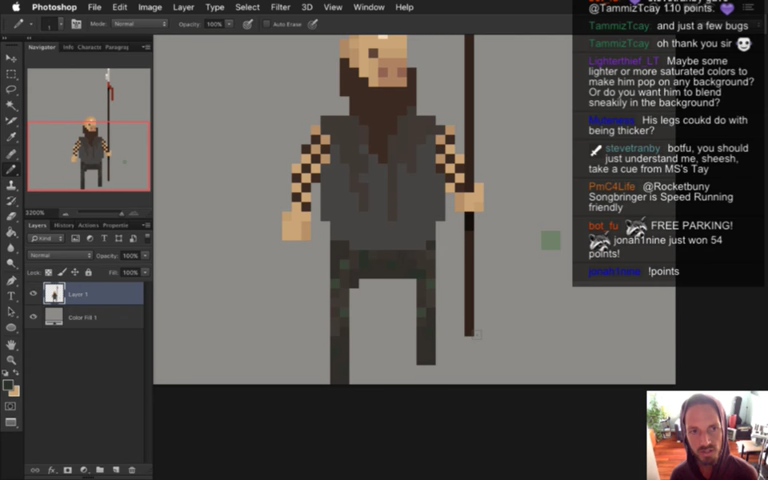 Photoshop File Edit Image Layer Type Select Filter 3D View Window Help
Mode: Normal Opacity: 100% Auto Erase
Navigator Info Characte Paragrap
3200%
Layers History Actions Properties
Kind
Normal Opacity: 100%
Lock: Fill: 100%
Layer 1
Color Fill 1
@TammizTcay 110 points.
TammizTcay and just a few bugs
TammizTcay oh thank you sir
Lighterthief_LT Maybe some
lighter or more saturated colors to
make him pop on any background?
Or do you want him to blend
sneakily in the background?
His legs coukd do with
being thicker?
stevetranby botfu, you should
just understand me, sheesh,
take a cue from MS's Tay
PmC4Life @Rocketbuny
Songbringer is Speed Running
friendly
bot_fu FREE PARKING!
jonah1nine just won 54
points!
jonah1nine !points